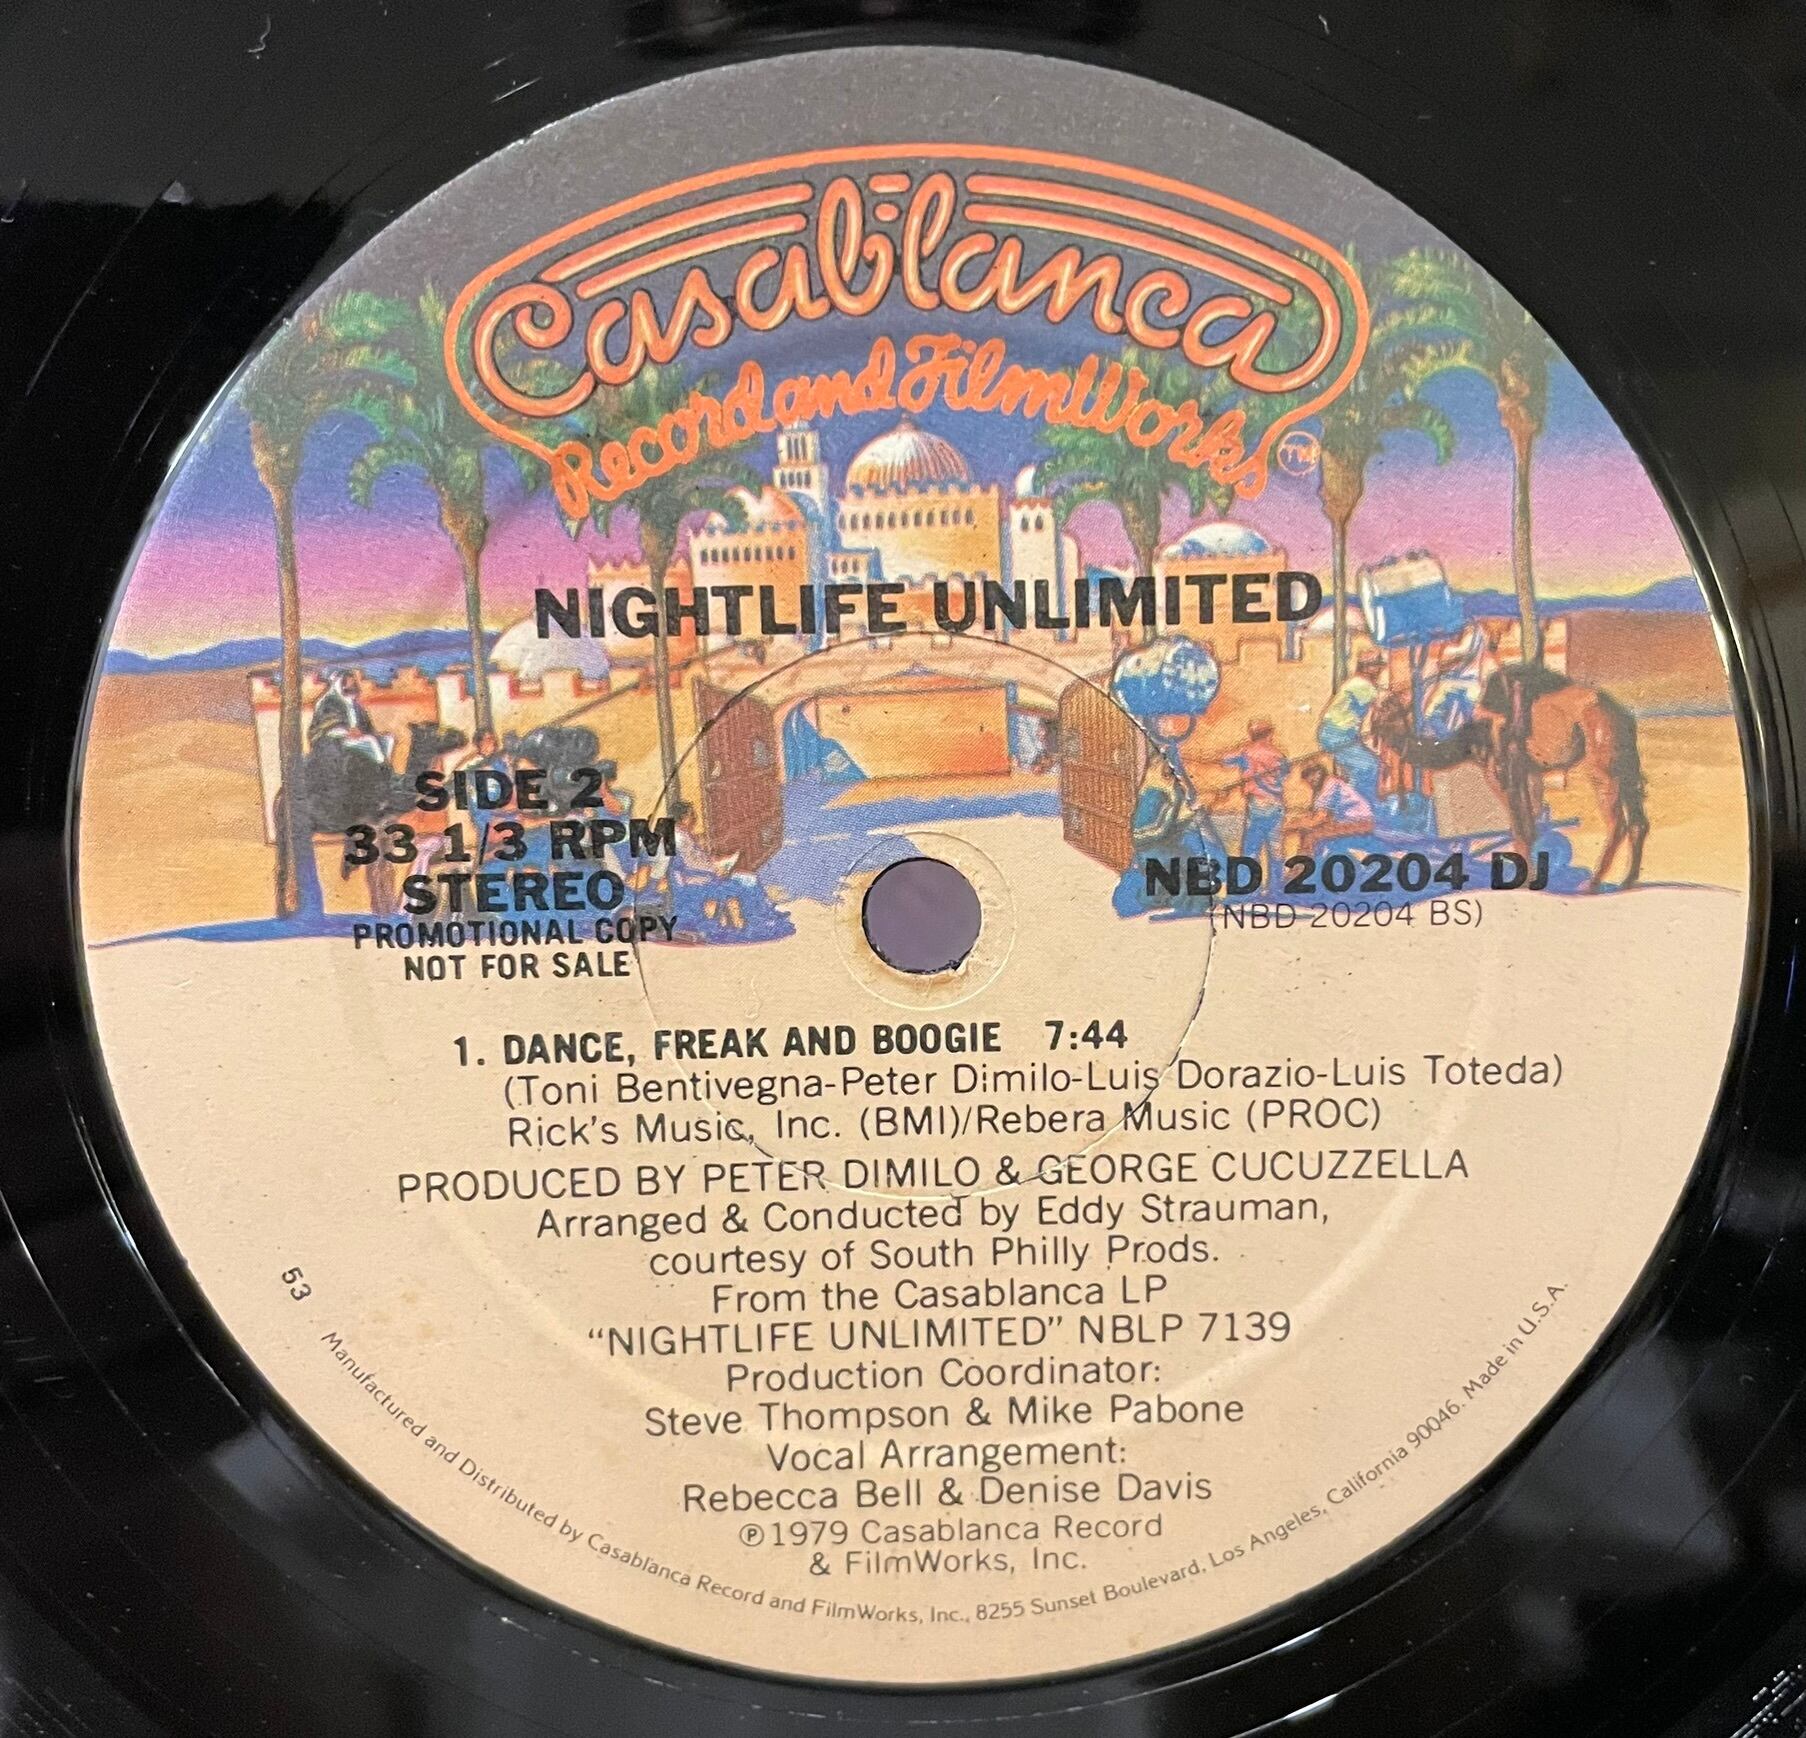 Casablanca
Record and FilmWorks TM
NIGHTLIFE UNLIMITED
SIDE 2
33 1/3 RPM
STEREO
PROMOTIONAL COPY
NOT FOR SALE
NBD 20204 DJ
(NBD 20204 BS)
1. DANCE, FREAK AND BOOGIE 7:44
(Toni Bentivegna-Peter Dimilo-Luis Dorazio-Luis Toteda)
Rick's Music, Inc. (BMI)/Rebera Music (PROC)
PRODUCED BY PETER DIMILO & GEORGE CUCUZZELLA
Arranged & Conducted by Eddy Strauman,
courtesy of South Philly Prods.
From the Casablanca LP
“NIGHTLIFE UNLIMITED” NBLP 7139
Production Coordinator:
Steve Thompson & Mike Pabone
Vocal Arrangement:
Rebecca Bell & Denise Davis
℗1979 Casablanca Record
& FilmWorks, Inc.
53
Manufactured and Distributed by Casablanca Record and FilmWorks, Inc., 8255 Sunset Boulevard, Los Angeles, California 90046. Made in U.S.A.